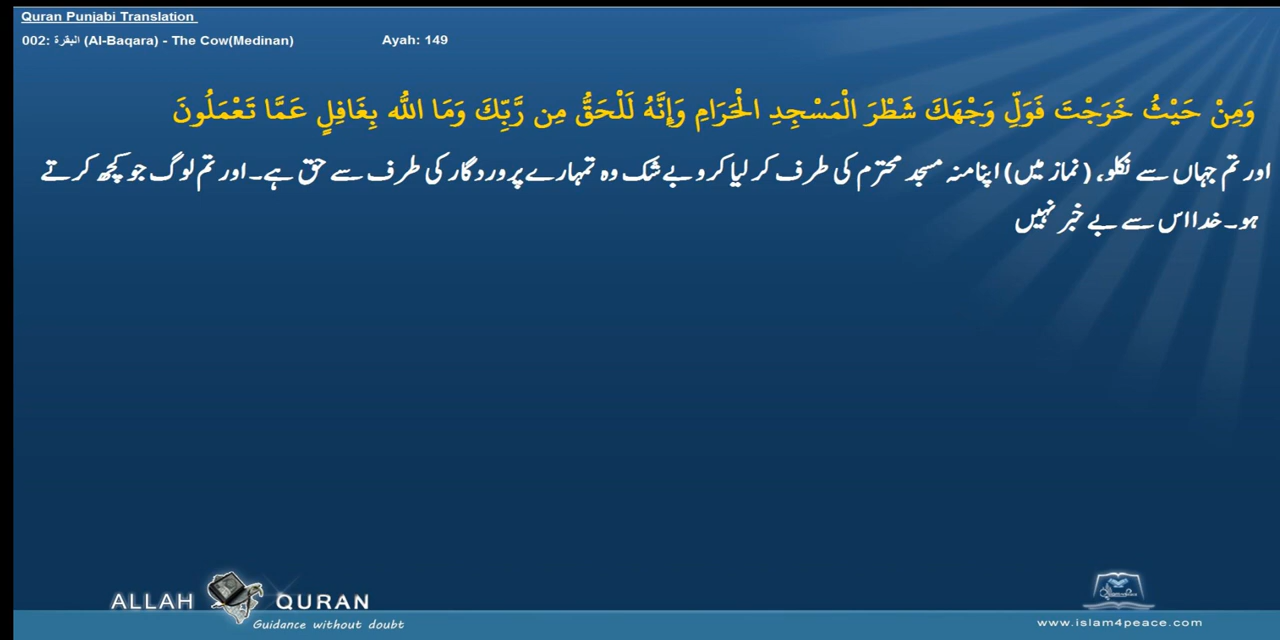 Quran Punjabi Translation
002: البقرة (Al-Baqara) - The Cow(Medinan) Ayah: 149
وَمِنْ حَيْثُ خَرَجْتَ فَوَلِّ وَجْهَكَ شَطْرَ الْمَسْجِدِ الْحَرَامِ وَإِنَّهُ لَلْحَقُّ مِن رَّبِّكَ وَمَا اللّه بِغَافِلٍ عَمَّا تَعْمَلُونَ
اور تم جہاں سے نکلو، (نماز میں) اپنا منہ مسجد محترم کی طرف کر لیا کرو بےشک وہ تمہارے پروردگار کی طرف سے حق ہے۔ اور تم لوگ جو کچھ کرتے
ہو۔ خدا اس سے بے خبر نہیں
ALLAH QURAN
Guidance without doubt
www.islam4peace.com